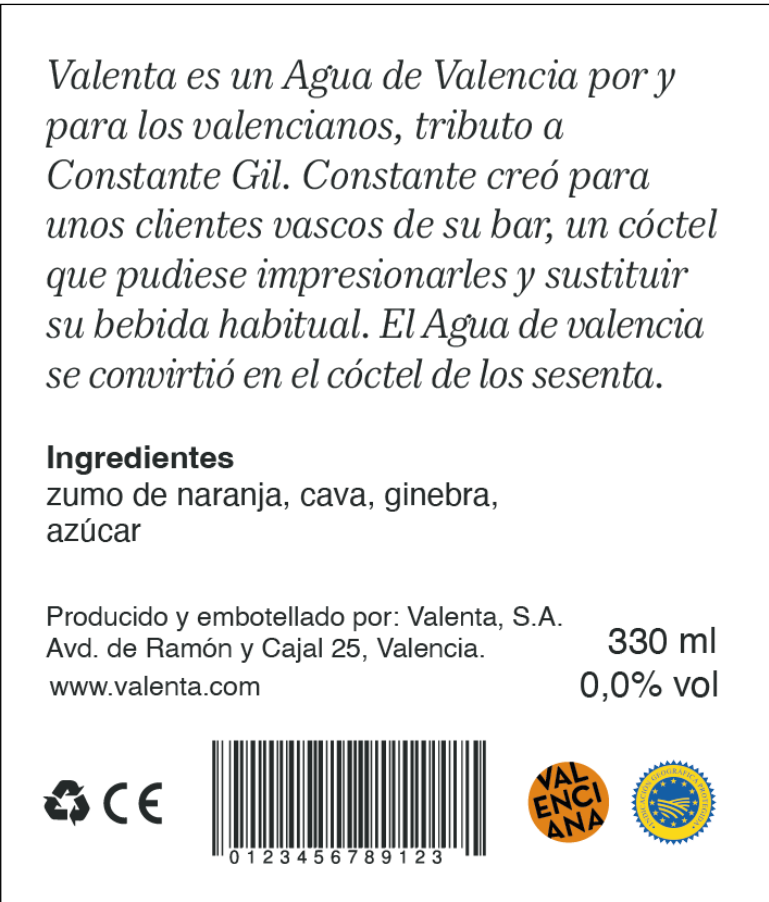 Valenta es un Agua de Valencia por y
para los valencianos, tributo a
Constante Gil. Constante creó para
unos clientes vascos de su bar, un cóctel
que pudiese impresionarles y sustituir
su bebida habitual. El Agua de valencia
se convirtió en el cóctel de los sesenta.
Ingredientes
zumo de naranja, cava, ginebra,
azúcar
Producido y embotellado por: Valenta, S.A.
Avd. de Ramón y Cajal 25, Valencia.
www.valenta.com
330 ml
0,0% vol
CE
0123456789123
VAL
ENCI
ANA
INDICACIÓN GEOGRÁFICA PROTEGIDA